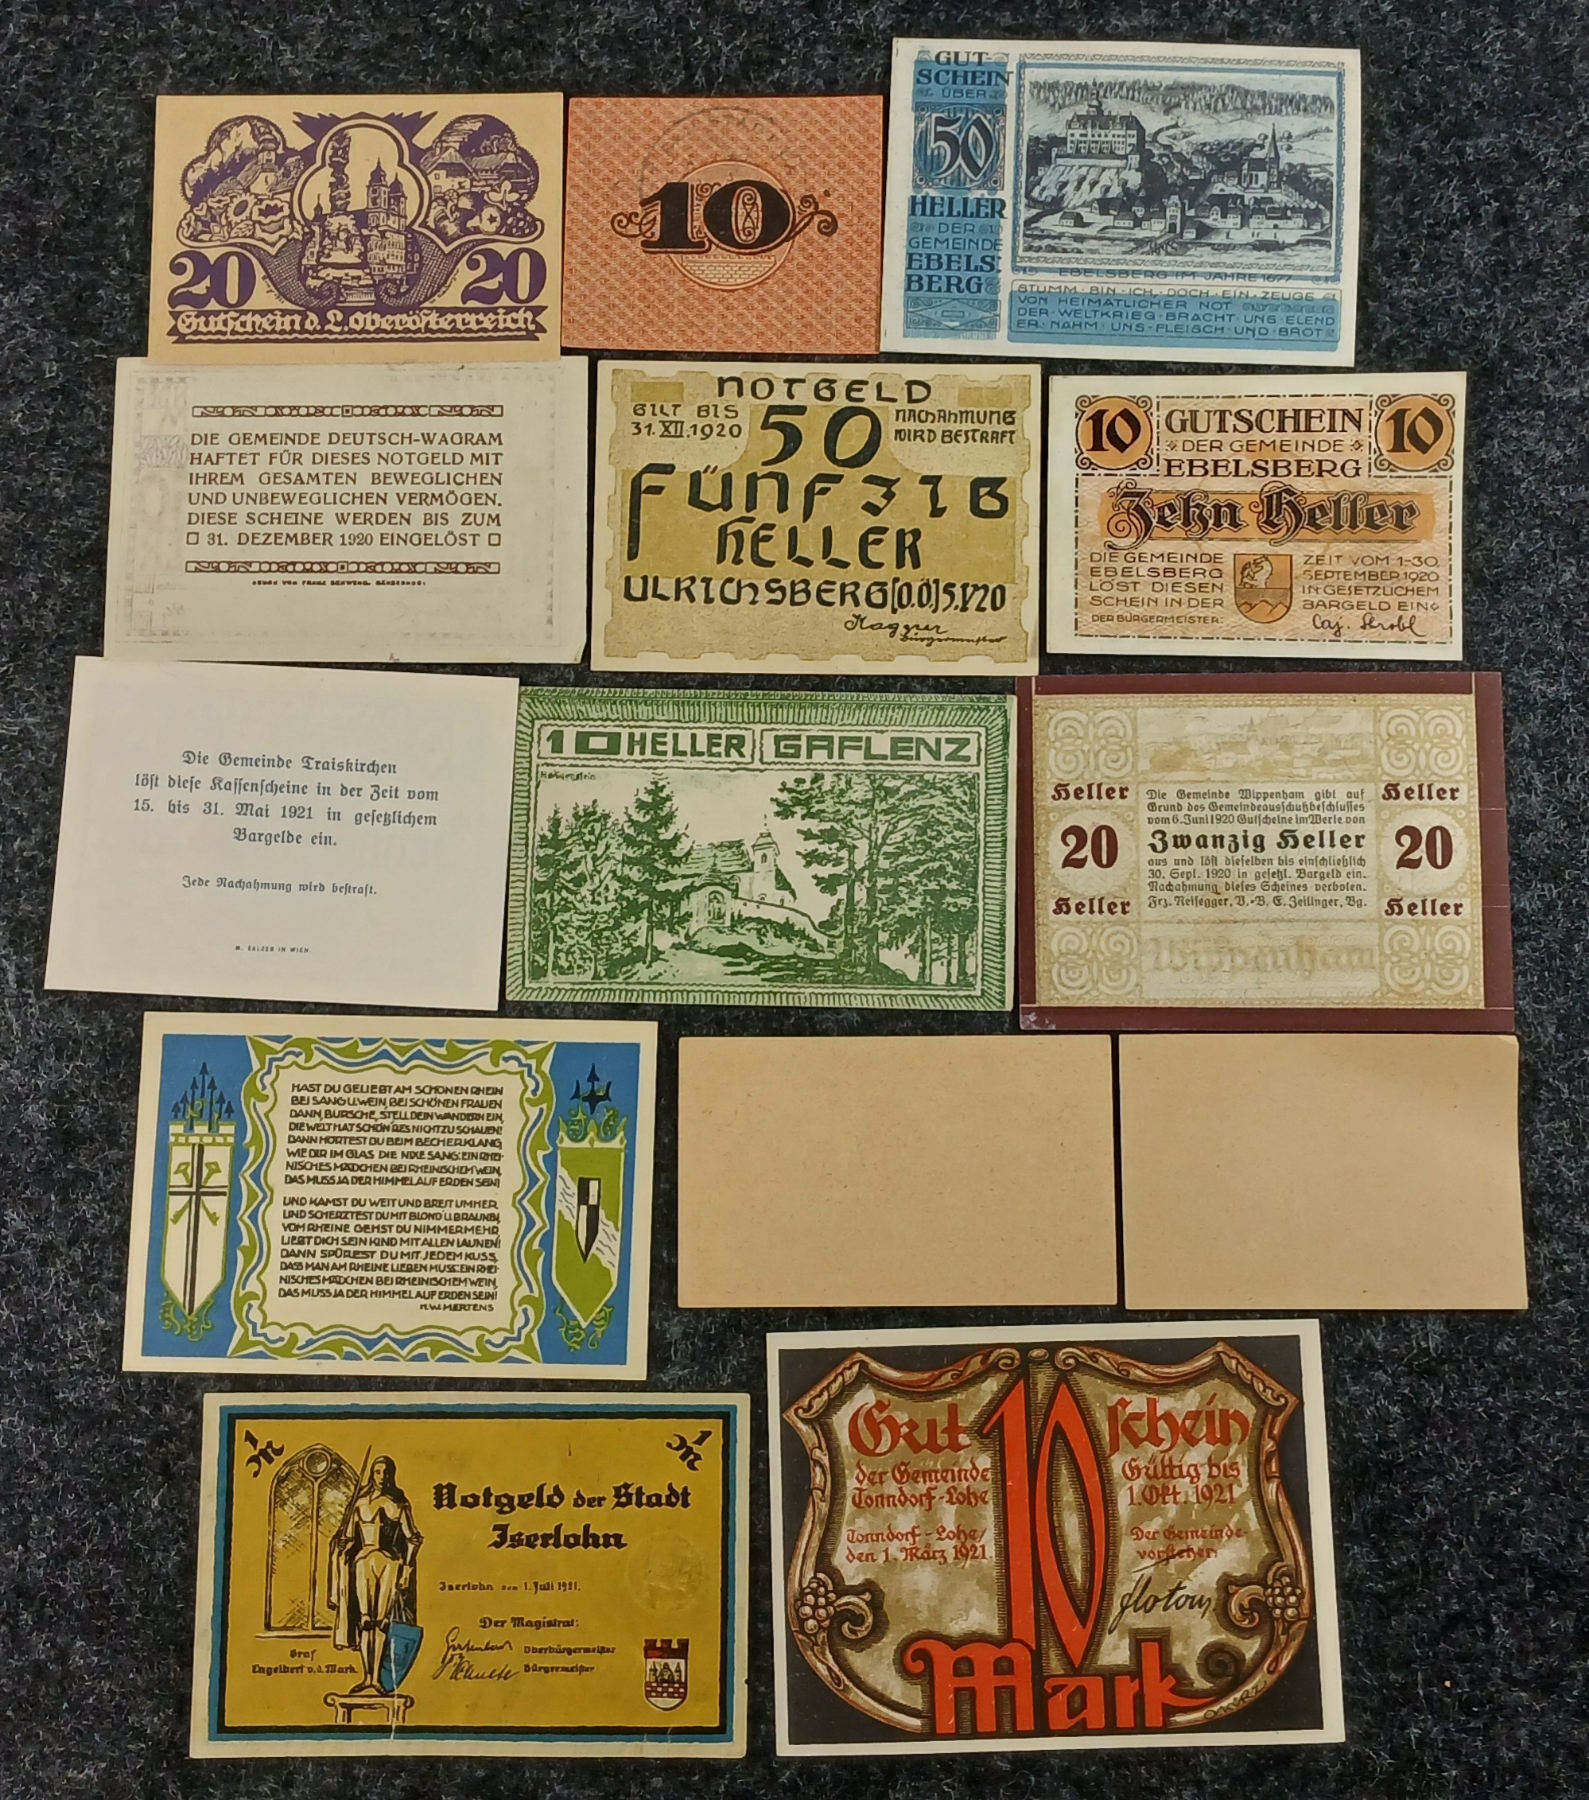 20 20
Gutschein d. L. Oberösterreich
10
GUT-
SCHEIN
ÜBER
50
HELLER
DER
GEMEINDE
EBELS-
BERG
EBELSBERG IM JAHRE 1677
STUMM · BIN · ICH · DOCH · EIN · ZEUGE
VON HEIMATLICHER NOT
DER · WELTKRIEG · BRACHT · UNS · ELEND
ER · NAHM · UNS · FLEISCH · UND · BROT
DIE GEMEINDE DEUTSCH-WAGRAM
HAFTET FÜR DIESES NOTGELD MIT
IHREM GESAMTEN BEWEGLICHEN
UND UNBEWEGLICHEN VERMÖGEN.
DIESE SCHEINE WERDEN BIS ZUM
31. DEZEMBER 1920 EINGELÖST
NOTGELD
GILT BIS
31.XII.1920
50
NACHAHMUNG
WIRD BESTRAFT
FÜNFZIG
HELLER
ULRICHSBERG(O.Ö)5.V.20
Bürgermeister
10 GUTSCHEIN 10
DER GEMEINDE
EBELSBERG
Zehn Heller
DIE GEMEINDE
EBELSBERG
LÖST DIESEN
SCHEIN IN DER
DER BÜRGERMEISTER:
ZEIT VOM 1-30.
SEPTEMBER 1920
IN GESETZLICHEM
BARGELD EIN
Caj. Strobl
Die Gemeinde Traiskirchen
löst diese Kassenscheine in der Zeit vom
15. bis 31. Mai 1921 in gesetzlichem
Bargelde ein.
Jede Nachahmung wird bestraft.
M. SALZER IN WIEN.
10 HELLER GAFLENZ
Heller
20
Heller
Die Gemeinde Wippenham gibt auf
Grund des Gemeindeausschußbeschlusses
vom 6.Juni 1920 Gutscheine im Werte von
Zwanzig Heller
aus und löst dieselben bis einschließlich
30. Sept. 1920 in gesetzl. Bargeld ein.
Nachahmung dieses Scheines verboten.
Frz. Neisegger, B.-V. E. Zeilinger, Bg.
Wippenham
Heller
20
Heller
HAST DU GELIEBT AM SCHÖNEN RHEIN
BEI SANG U. WEIN, BEI SCHÖNEN FRAUEN
DANN, BURSCHE, STELL DEIN WANDERN EIN,
DIE WELT HAT SCHÖN'RES NICHT ZU SCHAUEN!
DANN HÖRTEST DU BEIM BECHERKLANG,
WIE DIR IM GLAS DIE NIXE SANG: EIN RHEI-
NISCHES MÄDCHEN BEI RHEINISCHEM WEIN,
DAS MUSS JA DER HIMMEL AUF ERDEN SEIN!
UND KAMST DU WEIT UND BREIT UMHER,
UND SCHERZTEST DU MIT BLOND U. BRAUNEN,
VOM RHEINE GEHST DU NIMMERMEHR,
LIEBT DICH SEIN KIND MIT ALLEN LAUNEN!
DANN SPÜREST DU MIT JEDEM KUSS,
DASS MAN AM RHEINE LIEBEN MUSS: EIN RHEI-
NISCHES MÄDCHEN BEI RHEINISCHEM WEIN,
DAS MUSS JA DER HIMMEL AUF ERDEN SEIN!
H.W. MERTENS
1 M 1 M
Notgeld der Stadt
Iserlohn
Iserlohn den 1. Juli 1921.
Der Magistrat:
Oberbürgermeister
Bürgermeister
Graf
Engelbert v. d. Mark.
Gut 10 schein
der Gemeinde
Tonndorf-Lohe
Tonndorf-Lohe/
den 1. März 1921.
Gültig bis
1. Okt. 1921
Der Gemeinde-
vorsteher:
Mark